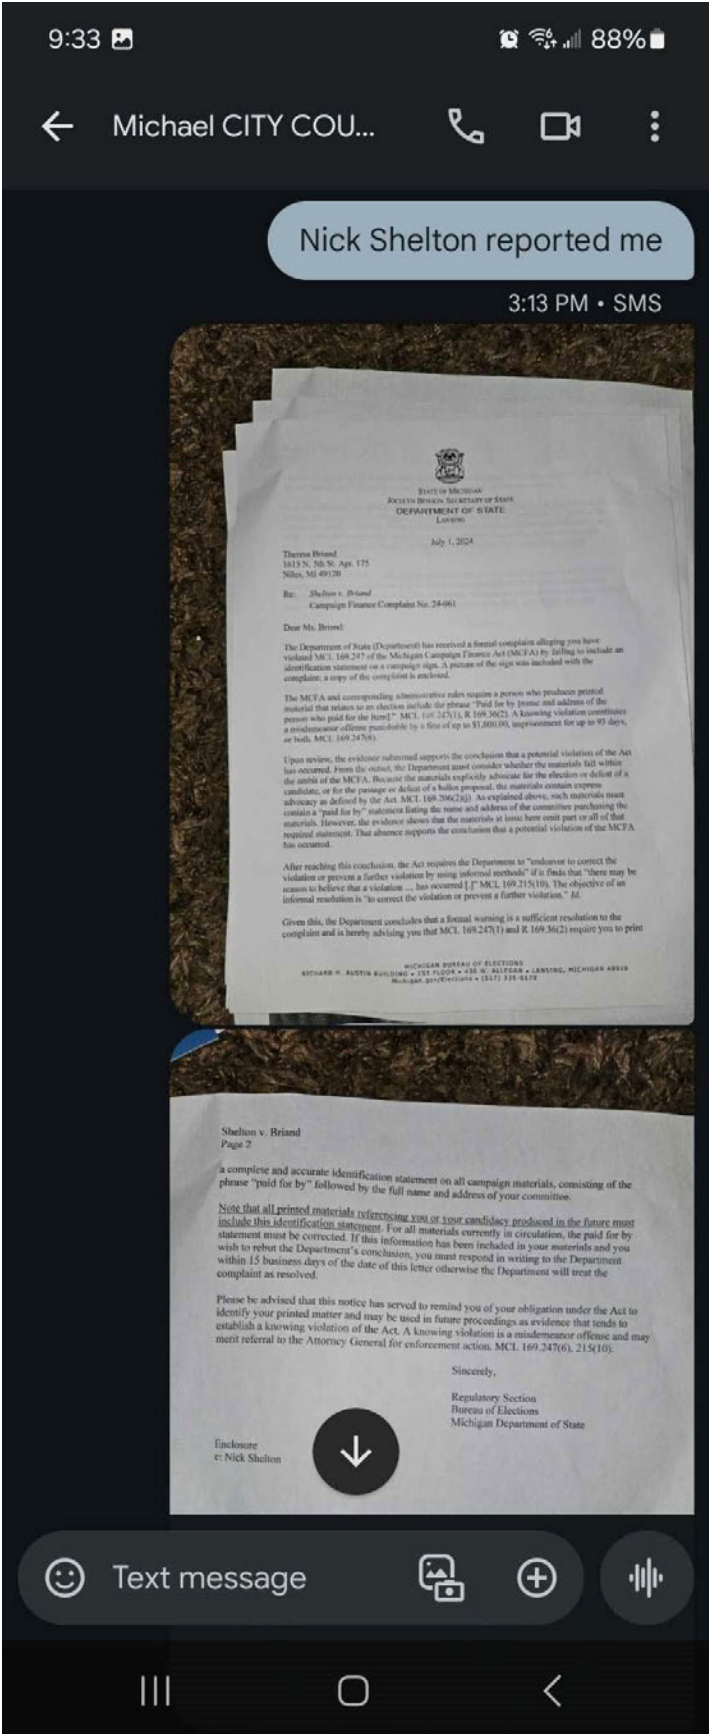 9:33
88%
Michael CITY COU...
Nick Shelton reported me
3:13 PM • SMS
STATE OF MICHIGAN
JOCELYN BENSON, SECRETARY OF STATE
DEPARTMENT OF STATE
LANSING
July 1, 2024
Theresa Briand
1615 N. 5th St. Apt. 175
Niles, MI 49120
Re: Shelton v. Briand
Campaign Finance Complaint No. 24-061
Dear Ms. Briand:
The Department of State (Department) has received a formal complaint alleging you have
violated MCL 169.247 of the Michigan Campaign Finance Act (MCFA) by failing to include an
identification statement on a campaign sign. A picture of the sign was included with the
complaint; a copy of the complaint is enclosed.
The MCFA and corresponding administrative rules require a person who produces printed
material that relates to an election include the phrase "Paid for by [name and address of the
person who paid for the item]." MCL 169.247(1), R 169.36(2). A knowing violation constitutes
a misdemeanor offense punishable by a fine of up to $1,000.00, imprisonment for up to 93 days,
or both. MCL 169.247(6).
Upon review, the evidence submitted supports the conclusion that a potential violation of the Act
has occurred. From the outset, the Department must consider whether the materials fall within
the ambit of the MCFA. Because the materials explicitly advocate for the election or defeat of a
candidate, or for the passage or defeat of a ballot proposal, the materials contain express
advocacy as defined by the Act. MCL 169.206(2)(j). As explained above, such materials must
contain a "paid for by" statement listing the name and address of the committee purchasing the
materials. However, the evidence shows that the materials at issue here omit part or all of that
required statement. That absence supports the conclusion that a potential violation of the MCFA
has occurred.
After reaching this conclusion, the Act requires the Department to "endeavor to correct the
violation or prevent a further violation by using informal methods" if it finds that "there may be
reason to believe that a violation ... has occurred [.]" MCL 169.215(10). The objective of an
informal resolution is "to correct the violation or prevent a further violation." Id.
Given this, the Department concludes that a formal warning is a sufficient resolution to the
complaint and is hereby advising you that MCL 169.247(1) and R 169.36(2) require you to print
MICHIGAN BUREAU OF ELECTIONS
RICHARD H. AUSTIN BUILDING • 1ST FLOOR • 430 W. ALLEGAN • LANSING, MICHIGAN 48918
Michigan.gov/Elections • (517) 335-3234
Shelton v. Briand
Page 2
a complete and accurate identification statement on all campaign materials, consisting of the
phrase "paid for by" followed by the full name and address of your committee.
Note that all printed materials referencing you or your candidacy produced in the future must
include this identification statement. For all materials currently in circulation, the paid for by
statement must be corrected. If this information has been included in your materials and you
wish to rebut the Department's conclusion, you must respond in writing to the Department
within 15 business days of the date of this letter otherwise the Department will treat the
complaint as resolved.
Please be advised that this notice has served to remind you of your obligation under the Act to
identify your printed matter and may be used in future proceedings as evidence that tends to
establish a knowing violation of the Act. A knowing violation is a misdemeanor offense and may
merit referral to the Attorney General for enforcement action. MCL 169.247(6), 215(10).
Sincerely,
Regulatory Section
Bureau of Elections
Michigan Department of State
Enclosure
c: Nick Shelton
Text message